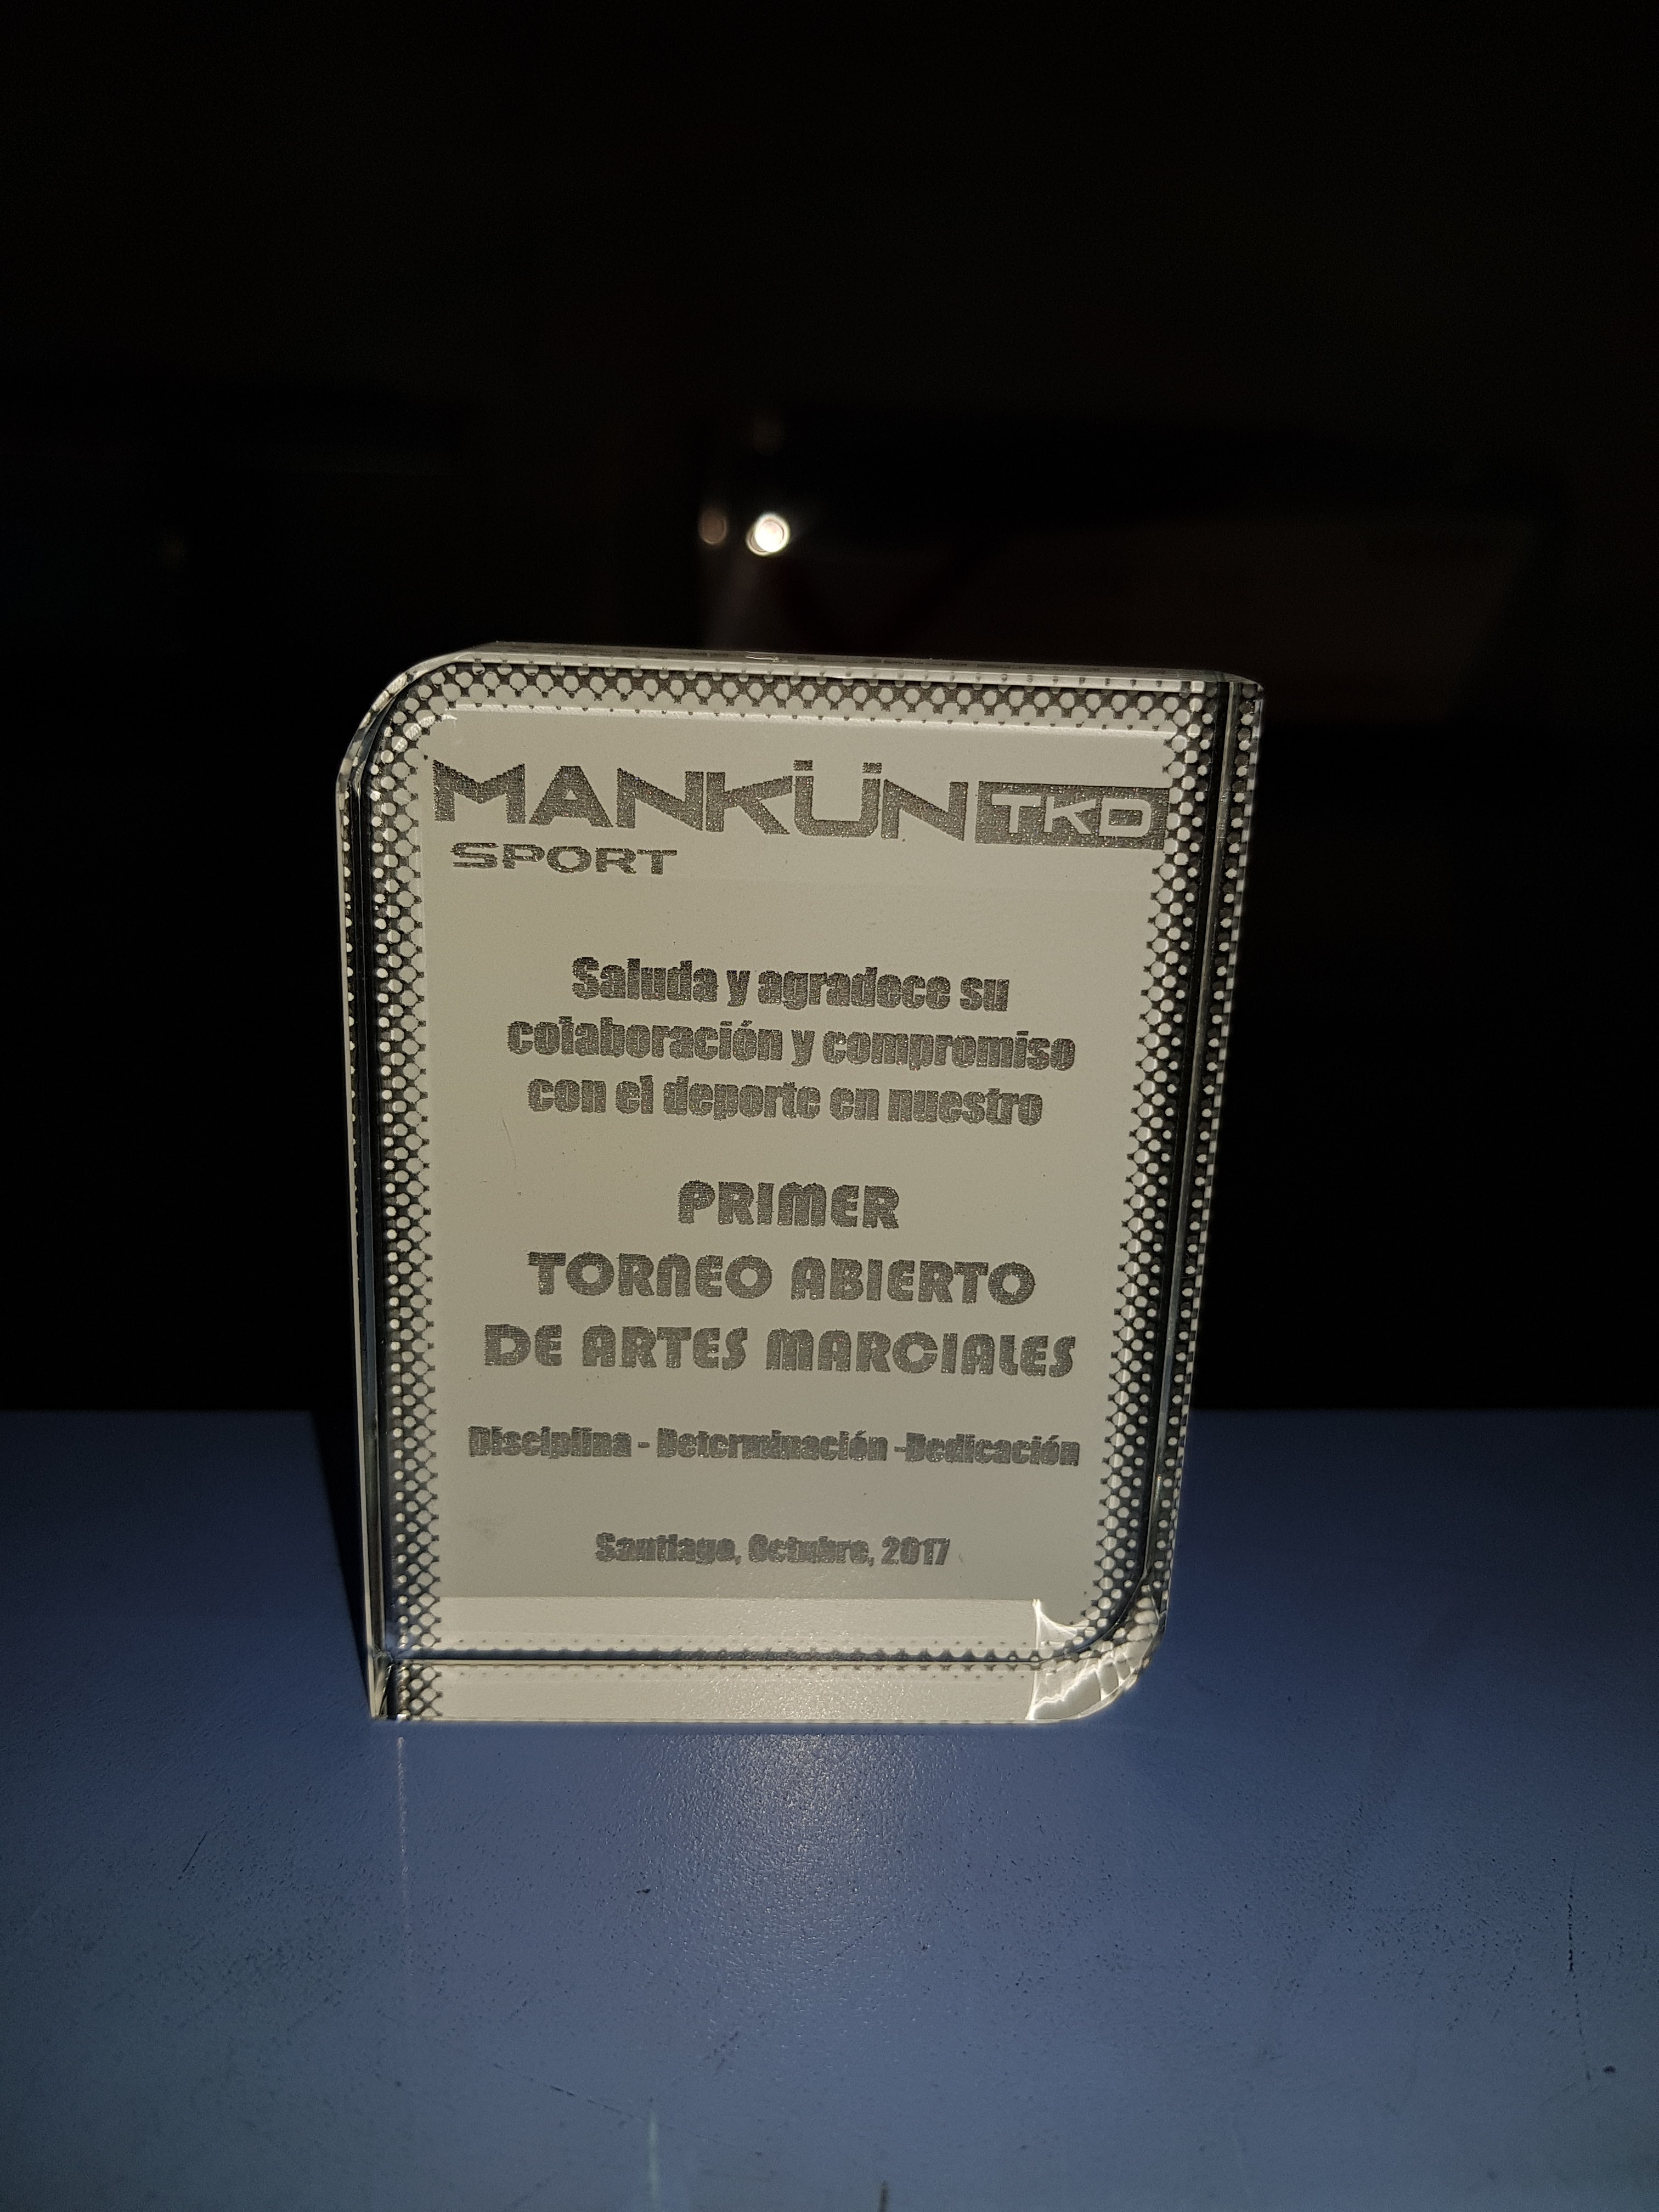 MANKÜN TKD
SPORT
Saluda y agradece su
colaboración y compromiso
con el deporte en nuestro
PRIMER
TORNEO ABIERTO
DE ARTES MARCIALES
Disciplina - Determinación -Dedicación
Santiago, Octubre, 2017